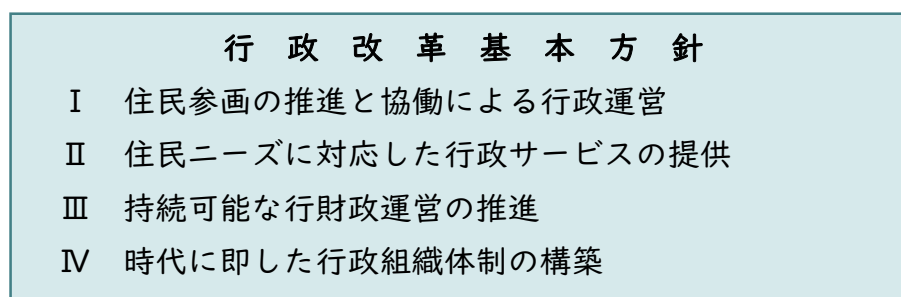 行政改革基本方針
Ⅰ 住民参画の推進と協働による行政運営
Ⅱ 住民ニーズに対応した行政サービスの提供
Ⅲ 持続可能な行財政運営の推進
Ⅳ 時代に即した行政組織体制の構築